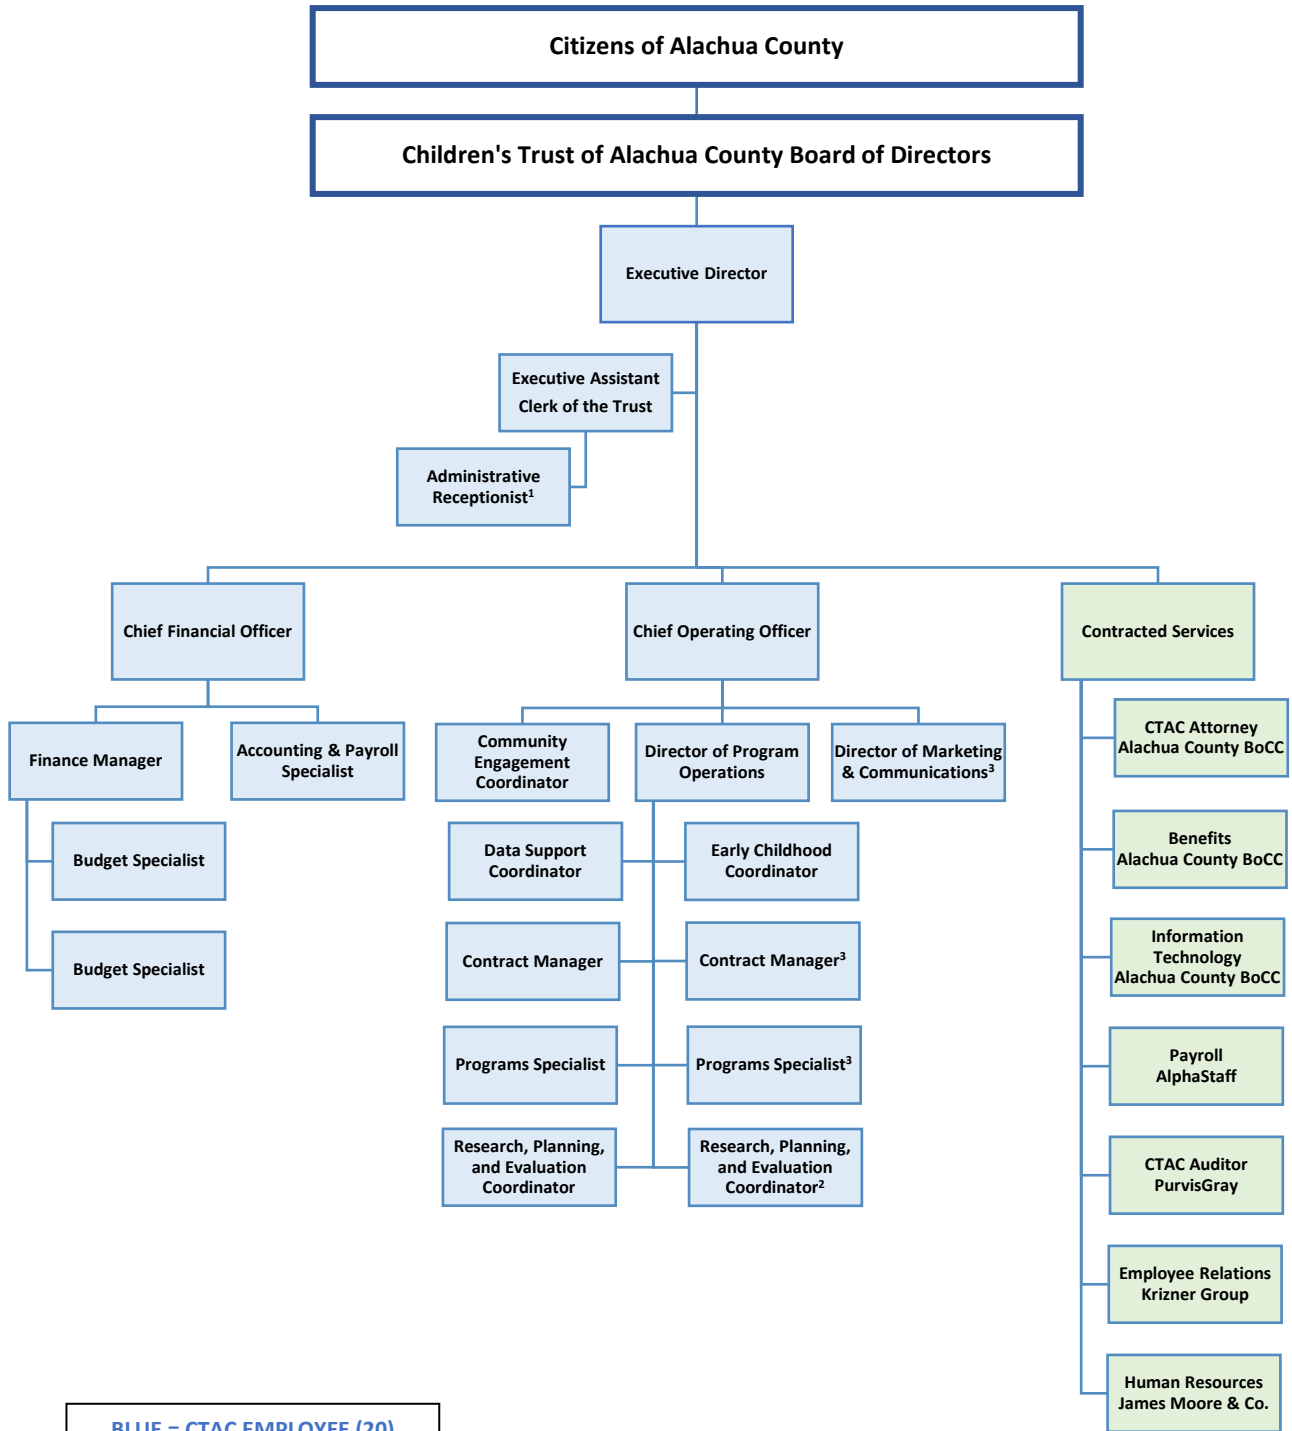 Citizens of Alachua County
Children's Trust of Alachua County Board of Directors
Executive Director
Executive Assistant
Clerk of the Trust
Administrative
Receptionist¹
Chief Financial Officer
Chief Operating Officer
Contracted Services
Finance Manager
Accounting & Payroll
Specialist
Community
Engagement
Coordinator
Director of Program
Operations
Director of Marketing
& Communications³
CTAC Attorney
Alachua County BoCC
Budget Specialist
Data Support
Coordinator
Early Childhood
Coordinator
Benefits
Alachua County BoCC
Budget Specialist
Contract Manager
Contract Manager³
Information
Technology
Alachua County BoCC
Programs Specialist
Programs Specialist³
Payroll
AlphaStaff
Research, Planning,
and Evaluation
Coordinator
Research, Planning,
and Evaluation
Coordinator²
CTAC Auditor
PurvisGray
Employee Relations
Krizner Group
Human Resources
James Moore & Co.
BLUE = CTAC EMPLOYEE (20)